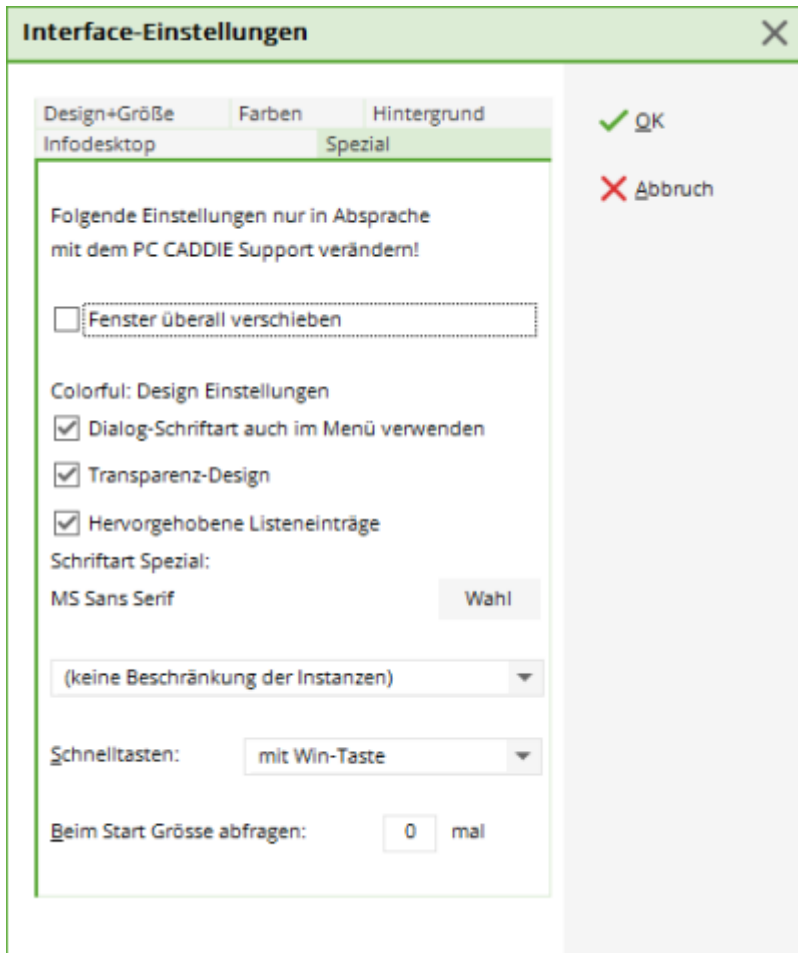 Interface-Einstellungen
Design+Größe Farben Hintergrund
Infodesktop Spezial
OK
Abbruch
Folgende Einstellungen nur in Absprache
mit dem PC CADDIE Support verändern!
Fenster überall verschieben
Colorful: Design Einstellungen
Dialog-Schriftart auch im Menü verwenden
Transparenz-Design
Hervorgehobene Listeneinträge
Schriftart Spezial:
MS Sans Serif Wahl
(keine Beschränkung der Instanzen)
Schnelltasten: mit Win-Taste
Beim Start Grösse abfragen: 0 mal